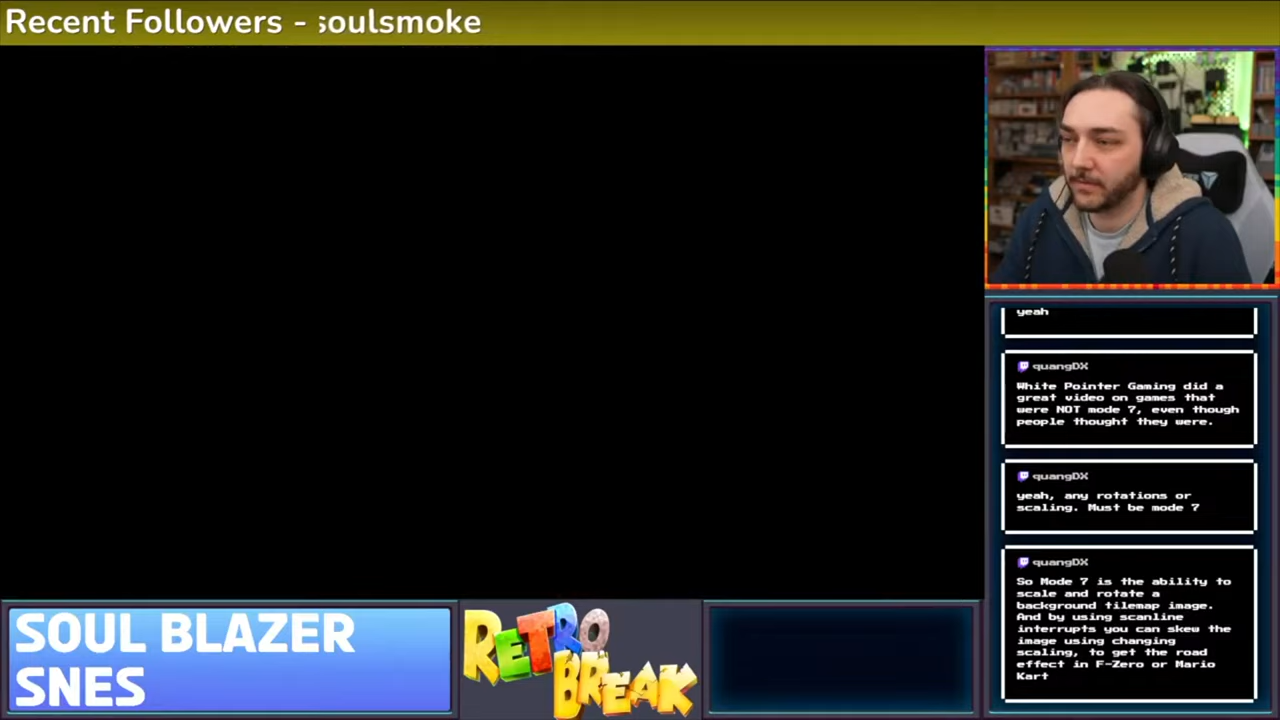 Recent Followers - soulsmoke
yeah
quangDX
White Pointer Gaming did a
great video on games that
were NOT mode 7, even though
people thought they were.
quangDX
yeah, any rotations or
scaling. Must be mode 7
quangDX
So Mode 7 is the ability to
scale and rotate a
background tilemap image.
And by using scanline
interrupts you can skew the
image using changing
scaling, to get the road
effect in F-Zero or Mario
Kart
SOUL BLAZER
SNES
RETRO
BREAK